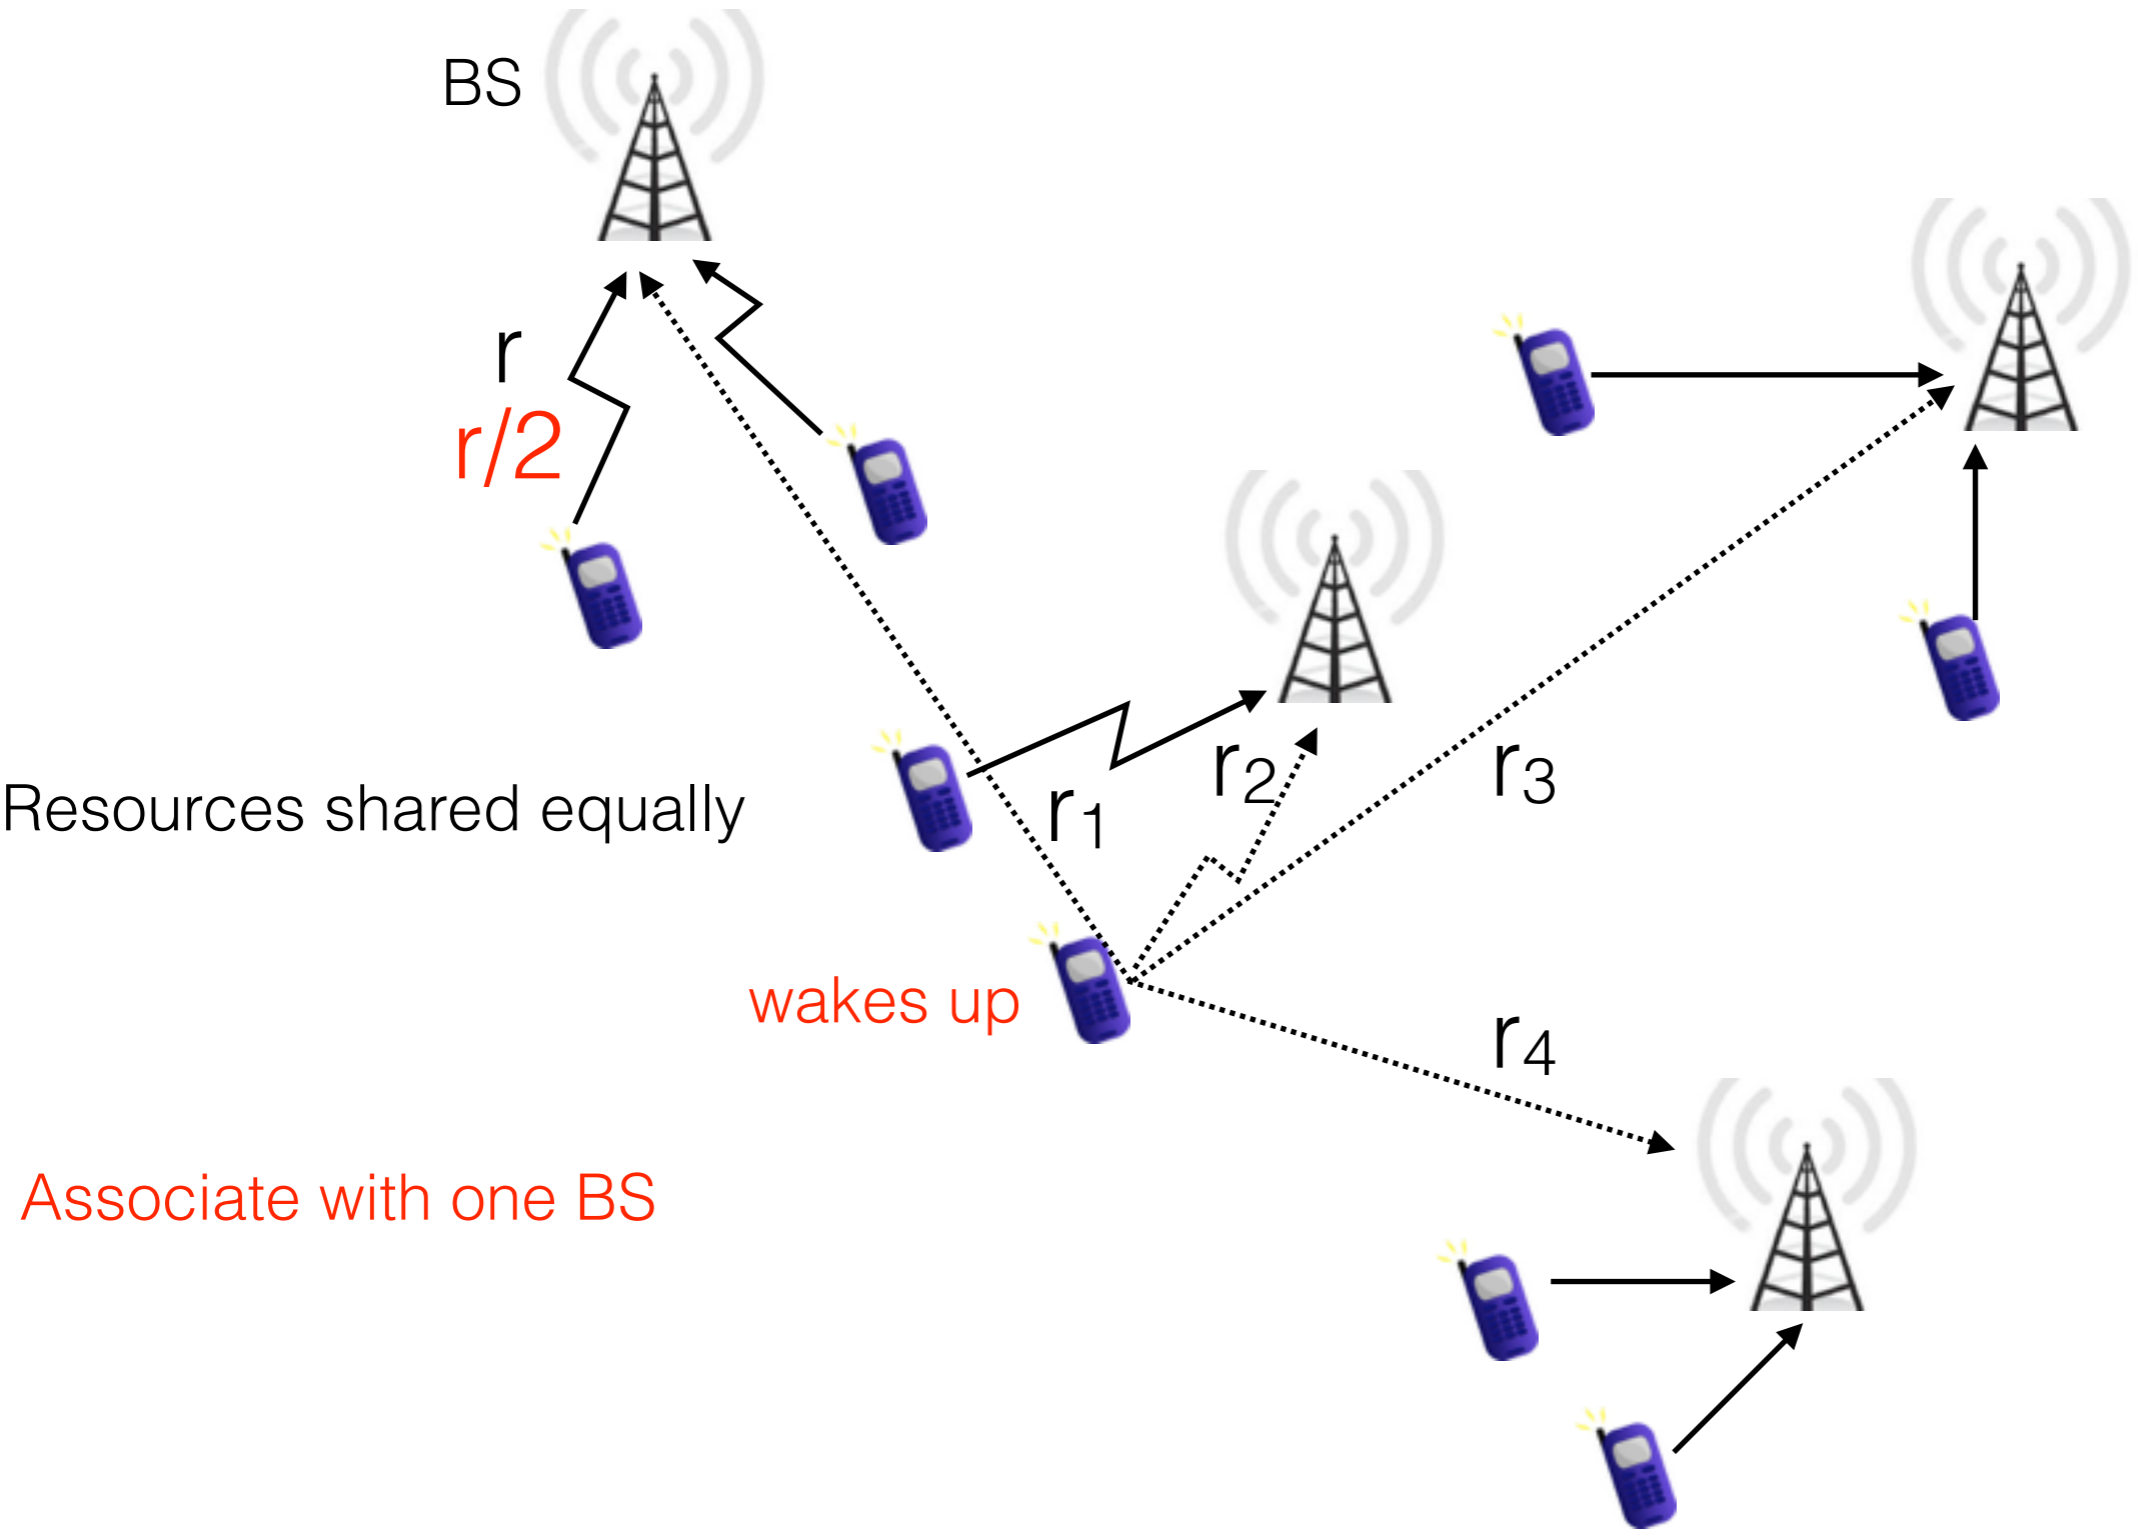 BS
r
r/2
r₁
r₂
r₃
Resources shared equally
wakes up
r₄
Associate with one BS